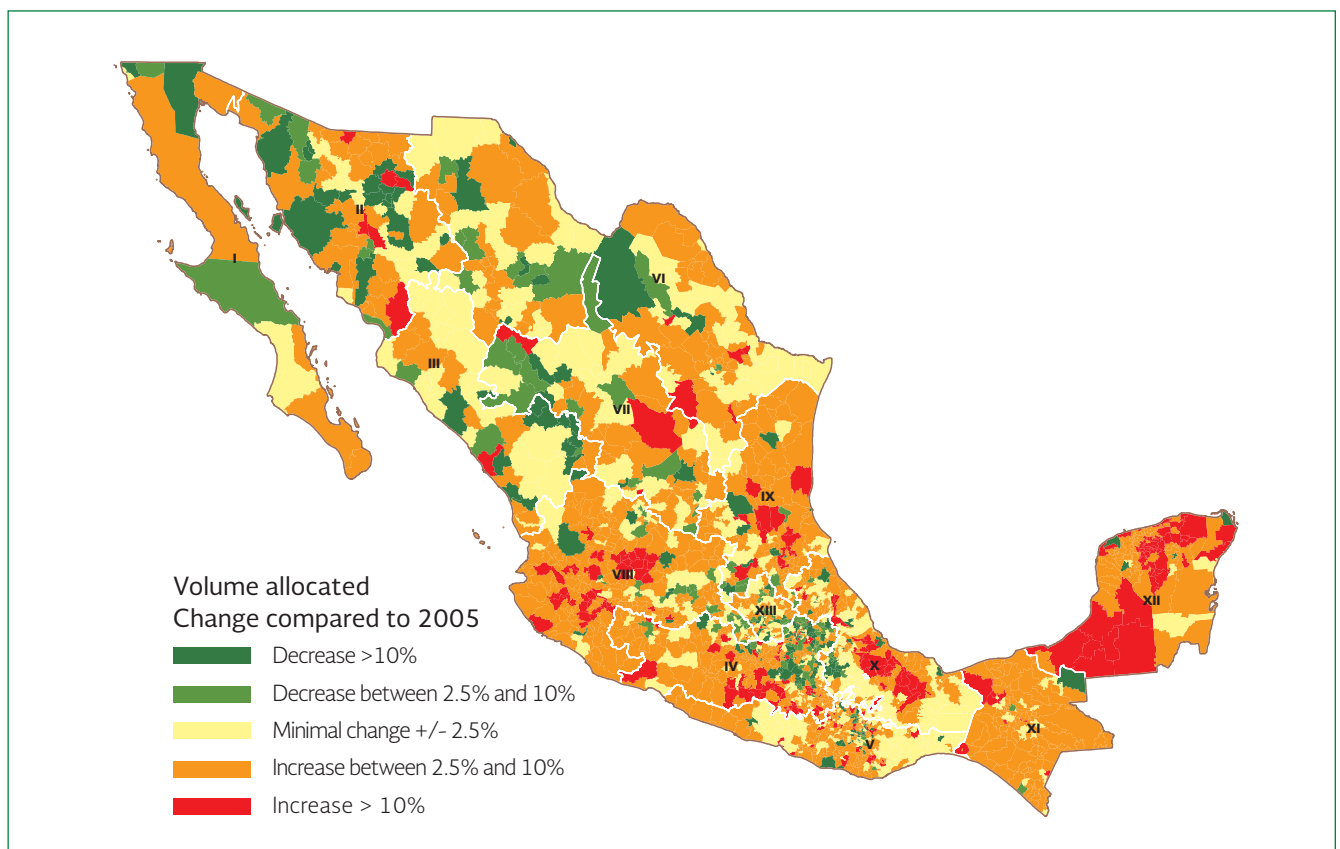 I
II
III
VI
VII
IX
VIII
XIII
IV
X
V
XII
XI
Volume allocated
Change compared to 2005
Decrease >10%
Decrease between 2.5% and 10%
Minimal change +/- 2.5%
Increase between 2.5% and 10%
Increase > 10%